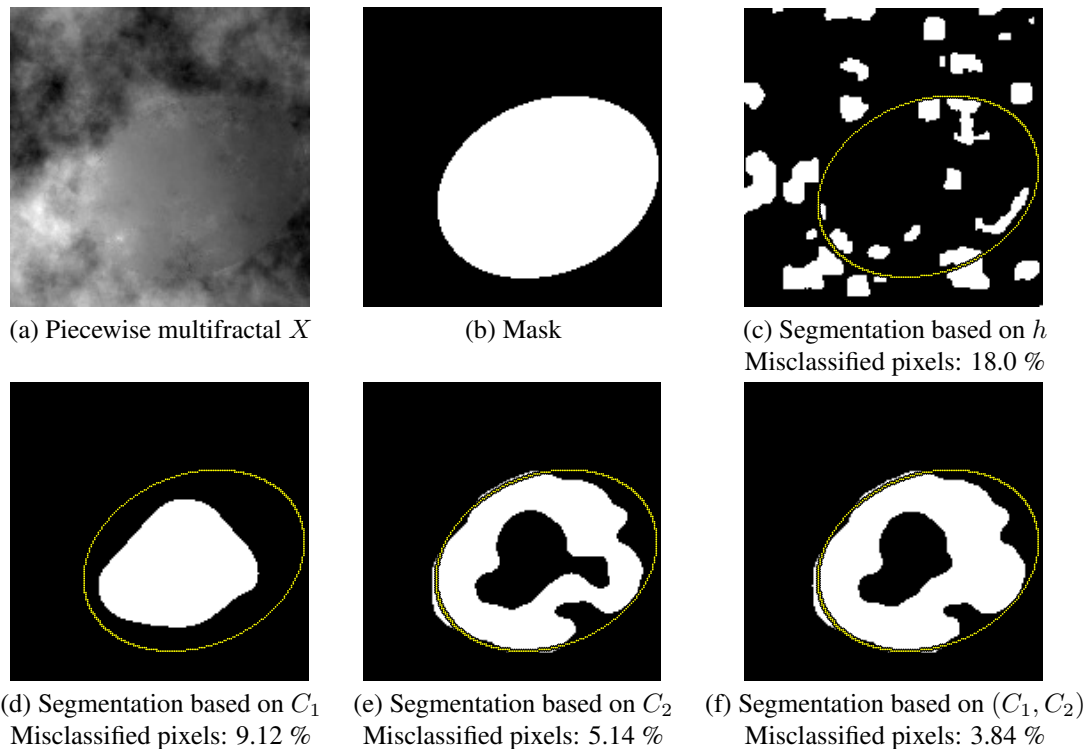 (a) Piecewise multifractal X
(b) Mask
(c) Segmentation based on h
Misclassified pixels: 18.0 %
(d) Segmentation based on C₁
Misclassified pixels: 9.12 %
(e) Segmentation based on C₂
Misclassified pixels: 5.14 %
(f) Segmentation based on (C₁, C₂)
Misclassified pixels: 3.84 %